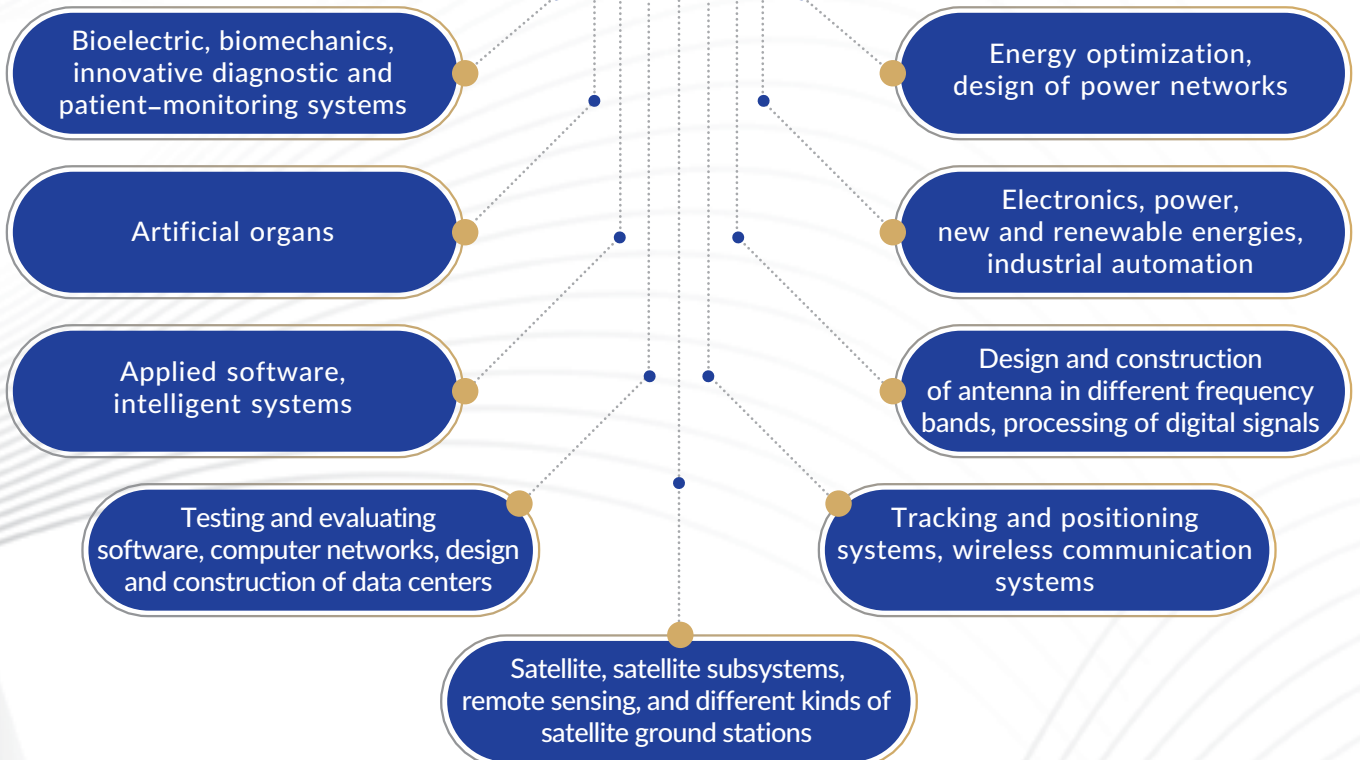 Bioelectric, biomechanics,
innovative diagnostic and
patient-monitoring systems
Energy optimization,
design of power networks
Artificial organs
Electronics, power,
new and renewable energies,
industrial automation
Applied software,
intelligent systems
Design and construction
of antenna in different frequency
bands, processing of digital signals
Testing and evaluating
software, computer networks, design
and construction of data centers
Tracking and positioning
systems, wireless communication
systems
Satellite, satellite subsystems,
remote sensing, and different kinds of
satellite ground stations